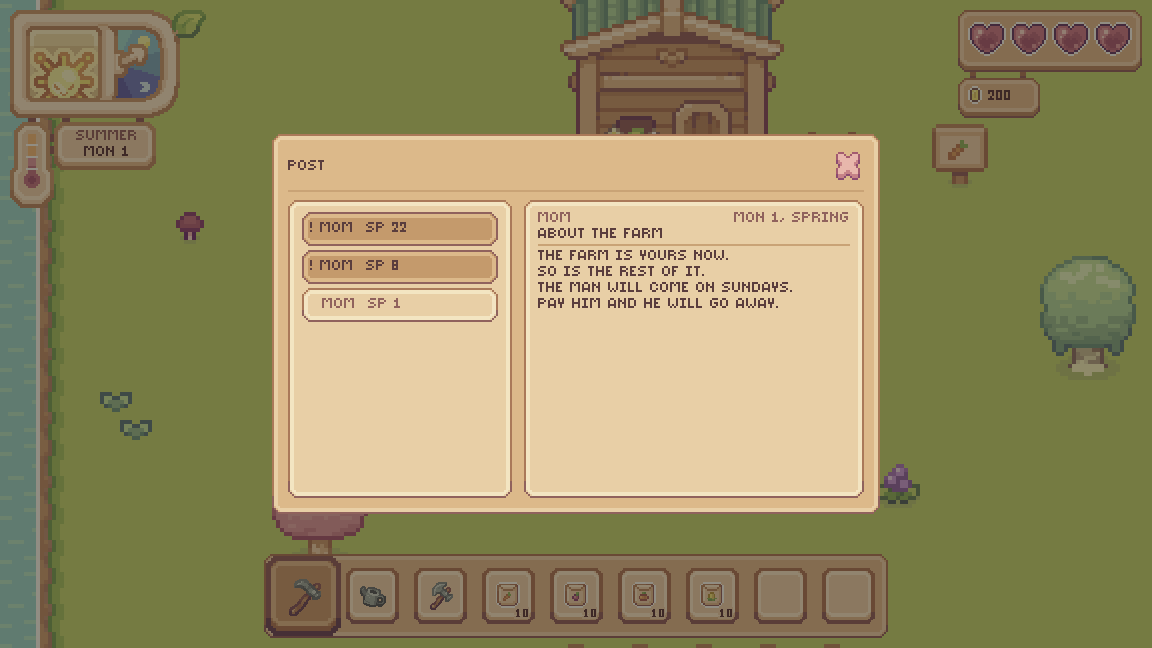 SUMMER
MON 1
200
POST
! MOM SP 22
! MOM SP 8
MOM SP 1
MOM MON 1, SPRING
ABOUT THE FARM
THE FARM IS YOURS NOW.
SO IS THE REST OF IT.
THE MAN WILL COME ON SUNDAYS.
PAY HIM AND HE WILL GO AWAY.
10 10 10 10